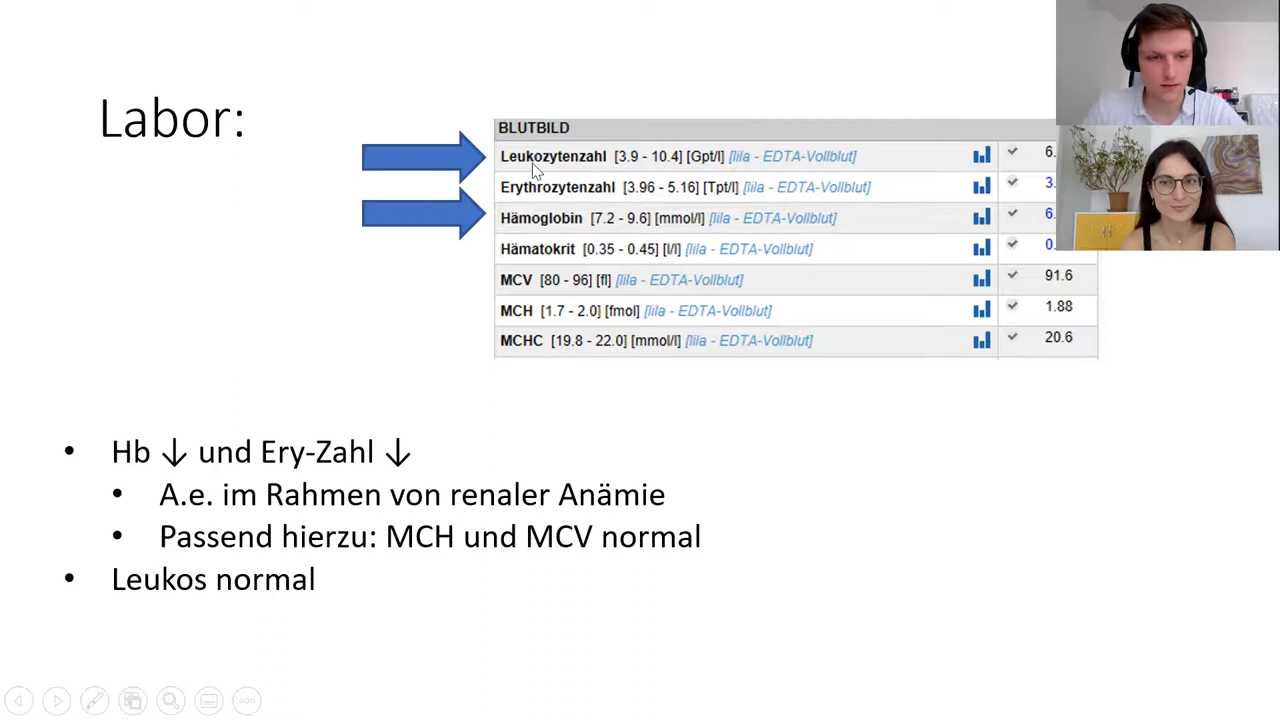 Labor:
BLUTBILD
Leukozytenzahl [3.9 - 10.4] [Gpt/l] [lila - EDTA-Vollblut] 6.
Erythrozytenzahl [3.96 - 5.16] [Tpt/l] [lila - EDTA-Vollblut] 3.
Hämoglobin [7.2 - 9.6] [mmol/l] [lila - EDTA-Vollblut] 6.
Hämatokrit [0.35 - 0.45] [l/l] [lila - EDTA-Vollblut] 0.
MCV [80 - 96] [fl] [lila - EDTA-Vollblut] 91.6
MCH [1.7 - 2.0] [fmol] [lila - EDTA-Vollblut] 1.88
MCHC [19.8 - 22.0] [mmol/l] [lila - EDTA-Vollblut] 20.6
• Hb ↓ und Ery-Zahl ↓
• A.e. im Rahmen von renaler Anämie
• Passend hierzu: MCH und MCV normal
• Leukos normal